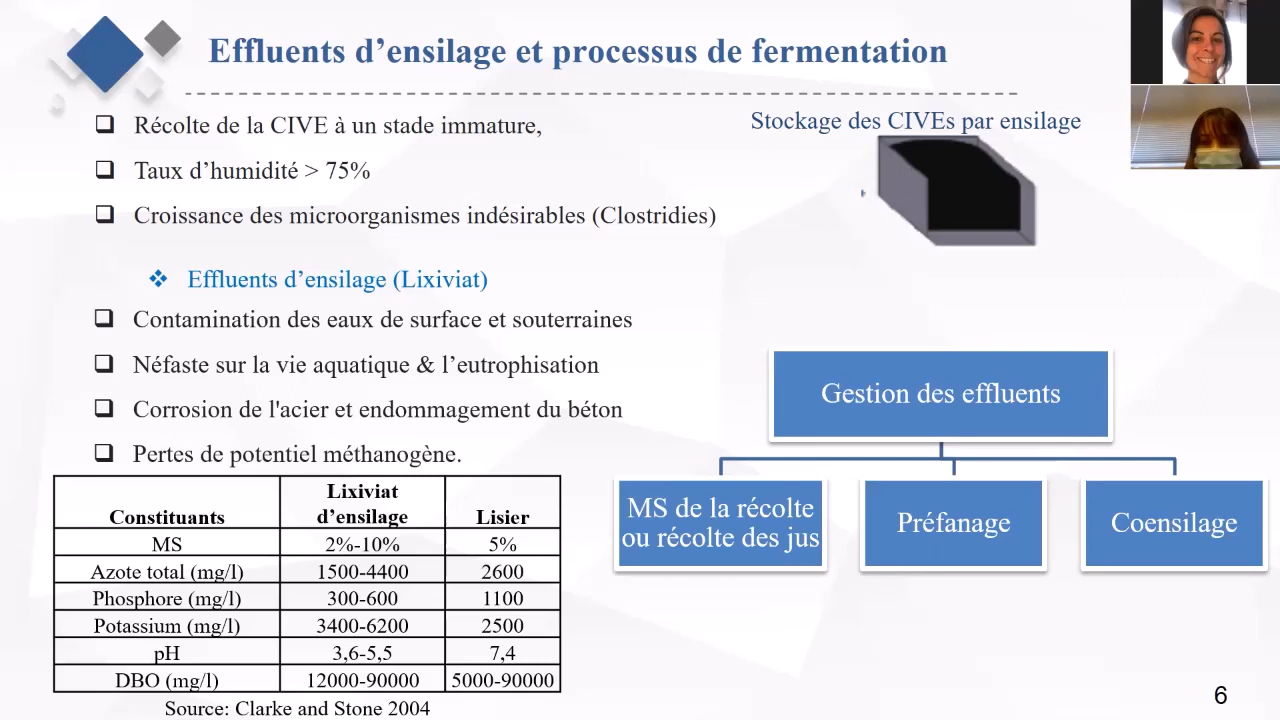 Effluents d’ensilage et processus de fermentation
Récolte de la CIVE à un stade immature,
Taux d’humidité > 75%
Croissance des microorganismes indésirables (Clostridies)
Effluents d’ensilage (Lixiviat)
Contamination des eaux de surface et souterraines
Néfaste sur la vie aquatique & l’eutrophisation
Corrosion de l'acier et endommagement du béton
Pertes de potentiel méthanogène.
Constituants Lixiviat d’ensilage Lisier
MS 2%-10% 5%
Azote total (mg/l) 1500-4400 2600
Phosphore (mg/l) 300-600 1100
Potassium (mg/l) 3400-6200 2500
pH 3,6-5,5 7,4
DBO (mg/l) 12000-90000 5000-90000
Source: Clarke and Stone 2004
Stockage des CIVEs par ensilage
Gestion des effluents
MS de la récolte
ou récolte des jus
Préfanage
Coensilage
6